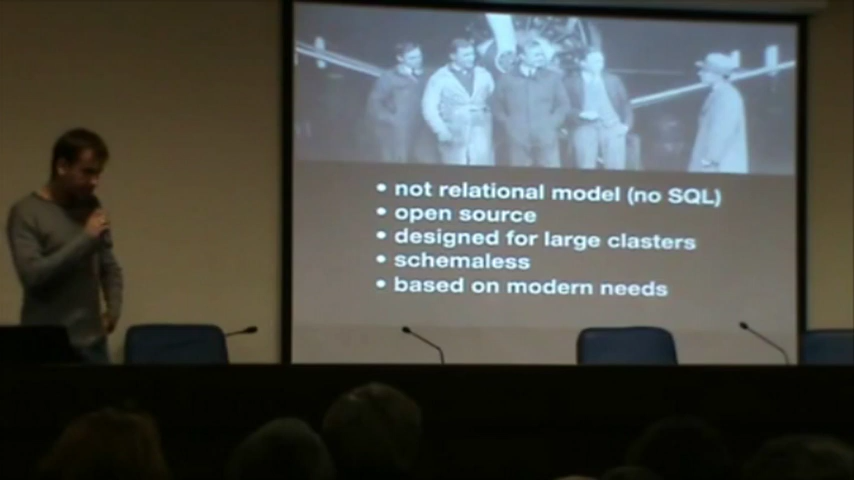 • not relational model (no SQL)
• open source
• designed for large clasters
• schemaless
• based on modern needs